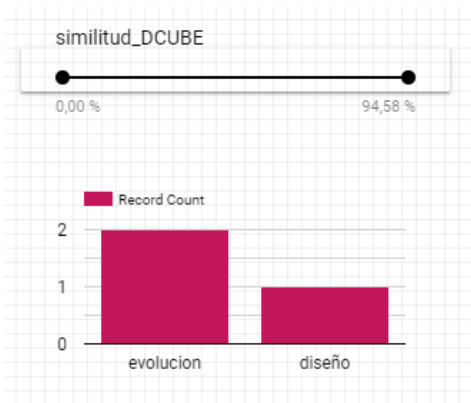 similitud_DCUBE
0,00 % 94,58 %
Record Count
2
1
0
evolucion diseño